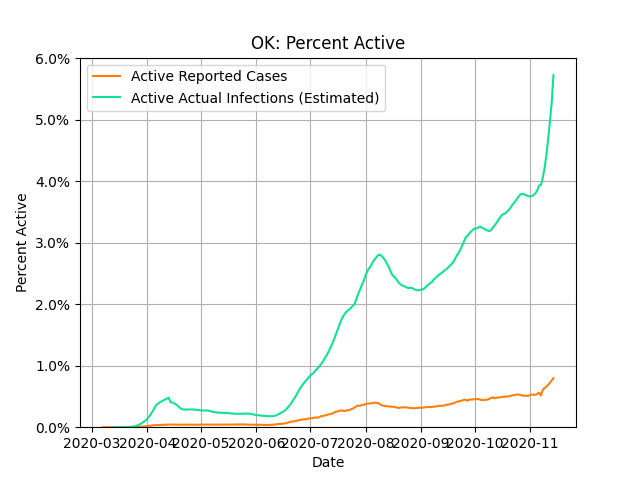 OK: Percent Active
Active Reported Cases
Active Actual Infections (Estimated)
6.0%
5.0%
4.0%
3.0%
2.0%
1.0%
0.0%
Percent Active
2020-03 2020-04 2020-05 2020-06 2020-07 2020-08 2020-09 2020-10 2020-11
Date